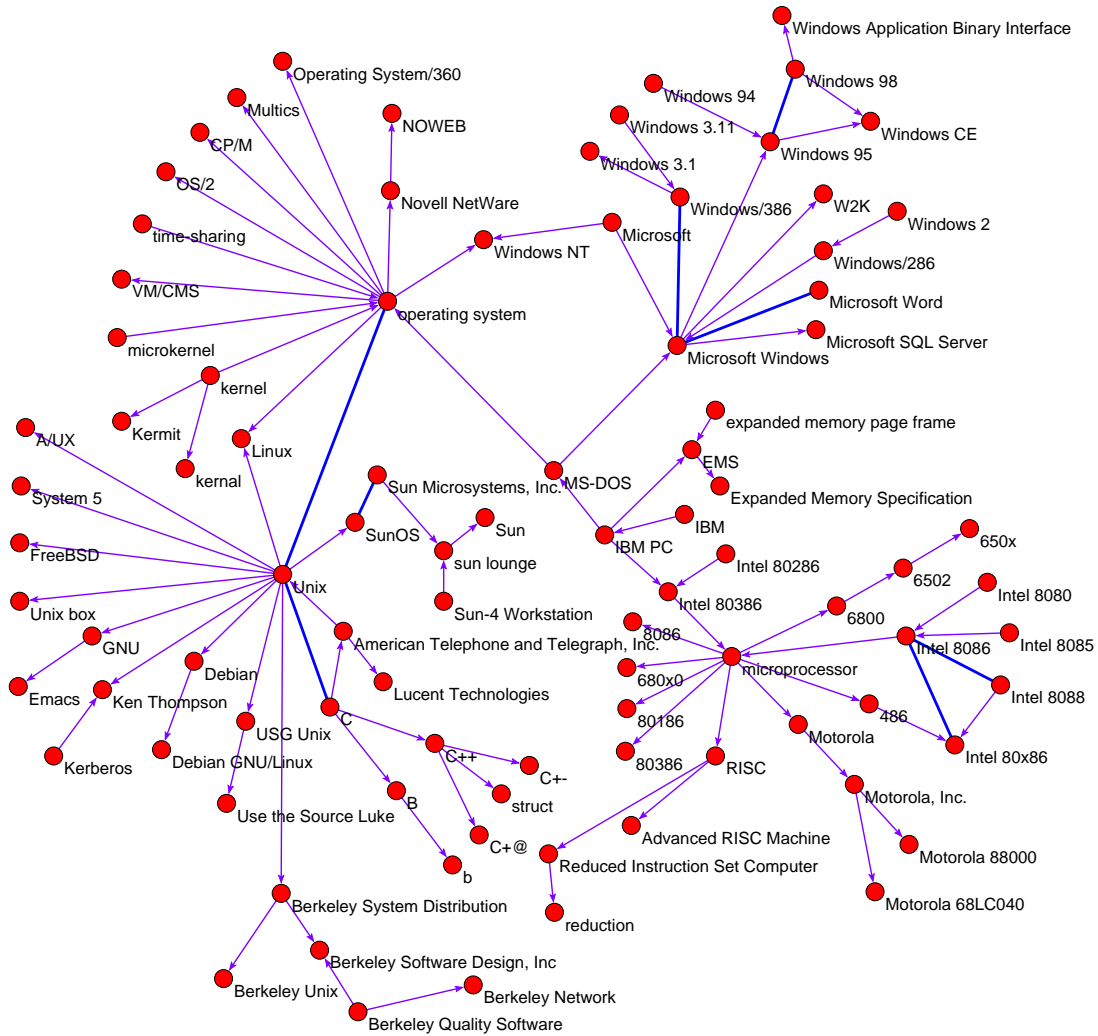 Windows Application Binary Interface
Operating System/360
Windows 98
Windows 94
Multics
NOWEB
Windows 3.11
Windows CE
CP/M
Windows 95
Windows 3.1
OS/2
Novell NetWare
Windows/386
W2K
Windows 2
time-sharing
Microsoft
Windows NT
Windows/286
VM/CMS
Microsoft Word
operating system
Microsoft SQL Server
microkernel
Microsoft Windows
kernel
expanded memory page frame
Kermit
A/UX
Linux
EMS
kernal
Sun Microsystems, Inc.
MS-DOS
System 5
Expanded Memory Specification
Sun
IBM
SunOS
650x
FreeBSD
IBM PC
sun lounge
Intel 80286
6502
Unix
Intel 8080
Unix box
Sun-4 Workstation
Intel 80386
6800
8086
American Telephone and Telegraph, Inc.
Intel 8086
Intel 8085
GNU
microprocessor
680x0
Debian
Lucent Technologies
Intel 8088
Emacs
Ken Thompson
486
80186
C
USG Unix
Motorola
Debian GNU/Linux
C++
Intel 80x86
Kerberos
80386
RISC
C+-
B
struct
Motorola, Inc.
Use the Source Luke
Advanced RISC Machine
C+@
Motorola 88000
b
Reduced Instruction Set Computer
Motorola 68LC040
Berkeley System Distribution
reduction
Berkeley Software Design, Inc
Berkeley Unix
Berkeley Network
Berkeley Quality Software